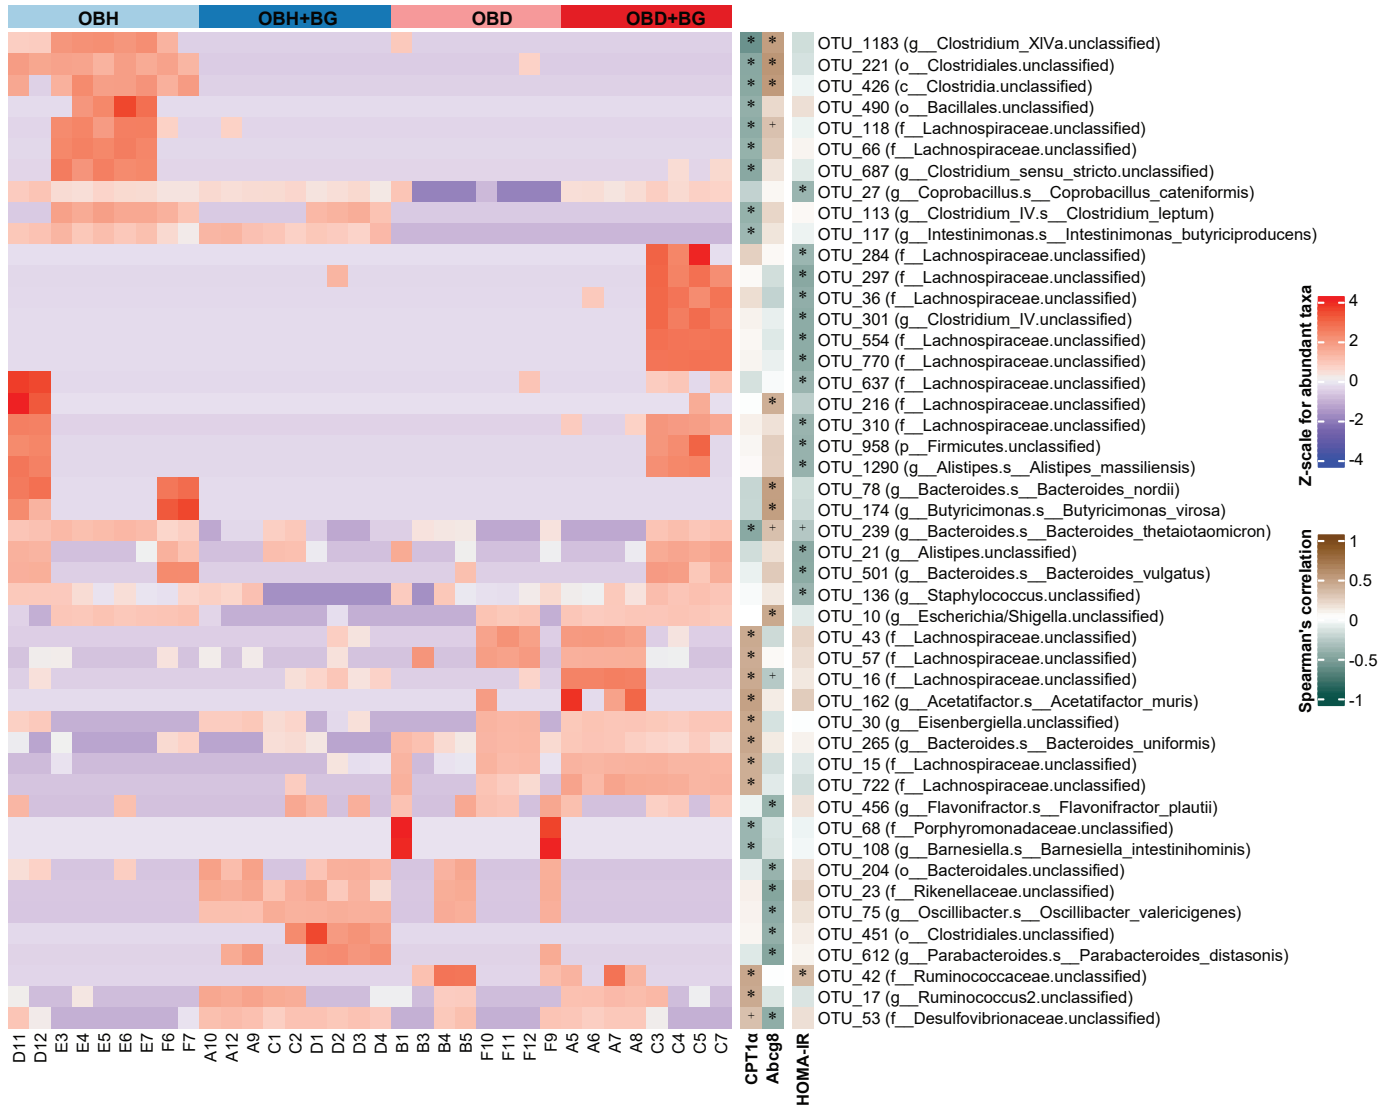 OBH OBH+BG OBD OBD+BG
* * OTU_1183 (g__Clostridium_XlVa.unclassified)
* * OTU_221 (o__Clostridiales.unclassified)
* * OTU_426 (c__Clostridia.unclassified)
* OTU_490 (o__Bacillales.unclassified)
* + OTU_118 (f__Lachnospiraceae.unclassified)
* OTU_66 (f__Lachnospiraceae.unclassified)
* OTU_687 (g__Clostridium_sensu_stricto.unclassified)
* OTU_27 (g__Coprobacillus.s__Coprobacillus_cateniformis)
* OTU_113 (g__Clostridium_IV.s__Clostridium_leptum)
* OTU_117 (g__Intestinimonas.s__Intestinimonas_butyriciproducens)
* OTU_284 (f__Lachnospiraceae.unclassified)
* OTU_297 (f__Lachnospiraceae.unclassified)
* OTU_36 (f__Lachnospiraceae.unclassified)
* OTU_301 (g__Clostridium_IV.unclassified)
* OTU_554 (f__Lachnospiraceae.unclassified)
* OTU_770 (f__Lachnospiraceae.unclassified)
* OTU_637 (f__Lachnospiraceae.unclassified)
* OTU_216 (f__Lachnospiraceae.unclassified)
* OTU_310 (f__Lachnospiraceae.unclassified)
* OTU_958 (p__Firmicutes.unclassified)
* OTU_1290 (g__Alistipes.s__Alistipes_massiliensis)
* OTU_78 (g__Bacteroides.s__Bacteroides_nordii)
* OTU_174 (g__Butyricimonas.s__Butyricimonas_virosa)
* + + OTU_239 (g__Bacteroides.s__Bacteroides_thetaiotaomicron)
* OTU_21 (g__Alistipes.unclassified)
* OTU_501 (g__Bacteroides.s__Bacteroides_vulgatus)
* OTU_136 (g__Staphylococcus.unclassified)
* OTU_10 (g__Escherichia/Shigella.unclassified)
* OTU_43 (f__Lachnospiraceae.unclassified)
* OTU_57 (f__Lachnospiraceae.unclassified)
* + OTU_16 (f__Lachnospiraceae.unclassified)
* OTU_162 (g__Acetatifactor.s__Acetatifactor_muris)
* OTU_30 (g__Eisenbergiella.unclassified)
* OTU_265 (g__Bacteroides.s__Bacteroides_uniformis)
* OTU_15 (f__Lachnospiraceae.unclassified)
* OTU_722 (f__Lachnospiraceae.unclassified)
* OTU_456 (g__Flavonifractor.s__Flavonifractor_plautii)
* OTU_68 (f__Porphyromonadaceae.unclassified)
* OTU_108 (g__Barnesiella.s__Barnesiella_intestinihominis)
* OTU_204 (o__Bacteroidales.unclassified)
* OTU_23 (f__Rikenellaceae.unclassified)
* OTU_75 (g__Oscillibacter.s__Oscillibacter_valericigenes)
* OTU_451 (o__Clostridiales.unclassified)
* OTU_612 (g__Parabacteroides.s__Parabacteroides_distasonis)
* * OTU_42 (f__Ruminococcaceae.unclassified)
* OTU_17 (g__Ruminococcus2.unclassified)
+ * OTU_53 (f__Desulfovibrionaceae.unclassified)
D11 D12 E3 E4 E5 E6 E7 F6 F7 A10 A12 A9 C1 C2 D1 D2 D3 D4 B1 B3 B4 B5 F10 F11 F12 F9 A5 A6 A7 A8 C3 C4 C5 C7
CPT1α Abcg8 HOMA-IR
Z-scale for abundant taxa
4
2
0
-2
-4
Spearman's correlation
1
0.5
0
-0.5
-1